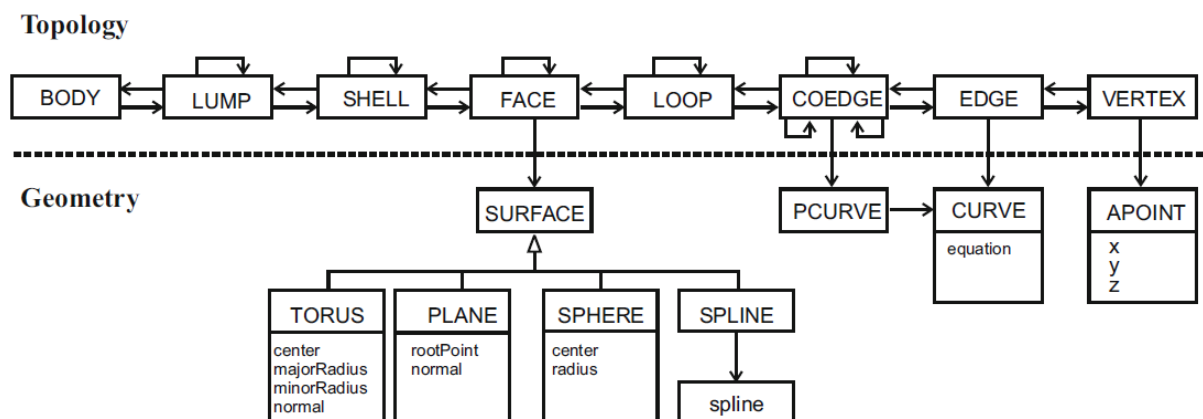 Topology
BODY LUMP SHELL FACE LOOP COEDGE EDGE VERTEX
Geometry
SURFACE PCURVE CURVE APOINT
equation
x
y
z
TORUS PLANE SPHERE SPLINE
center
majorRadius
minorRadius
normal
rootPoint
normal
center
radius
spline